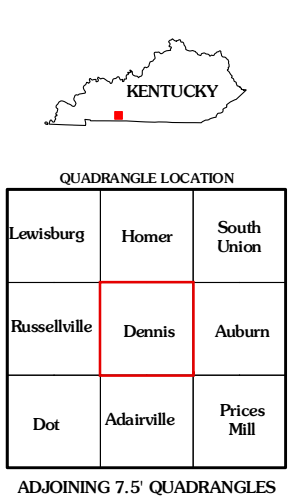 KENTUCKY
QUADRANGLE LOCATION
Lewisburg
Homer
South
Union
Russellville
Dennis
Auburn
Dot
Adairville
Prices
Mill
ADJOINING 7.5' QUADRANGLES